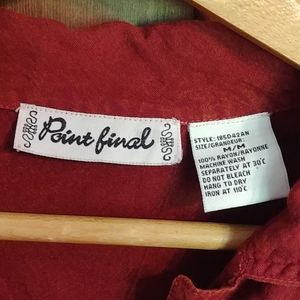 Point final
STYLE: 185D42AN
SIZE/GRANDEUR:
M/M
100% RAYON/RAYONNE
MACHINE WASH
SEPARATELY AT 30°C
DO NOT BLEACH
HANG TO DRY
IRON AT 110°C